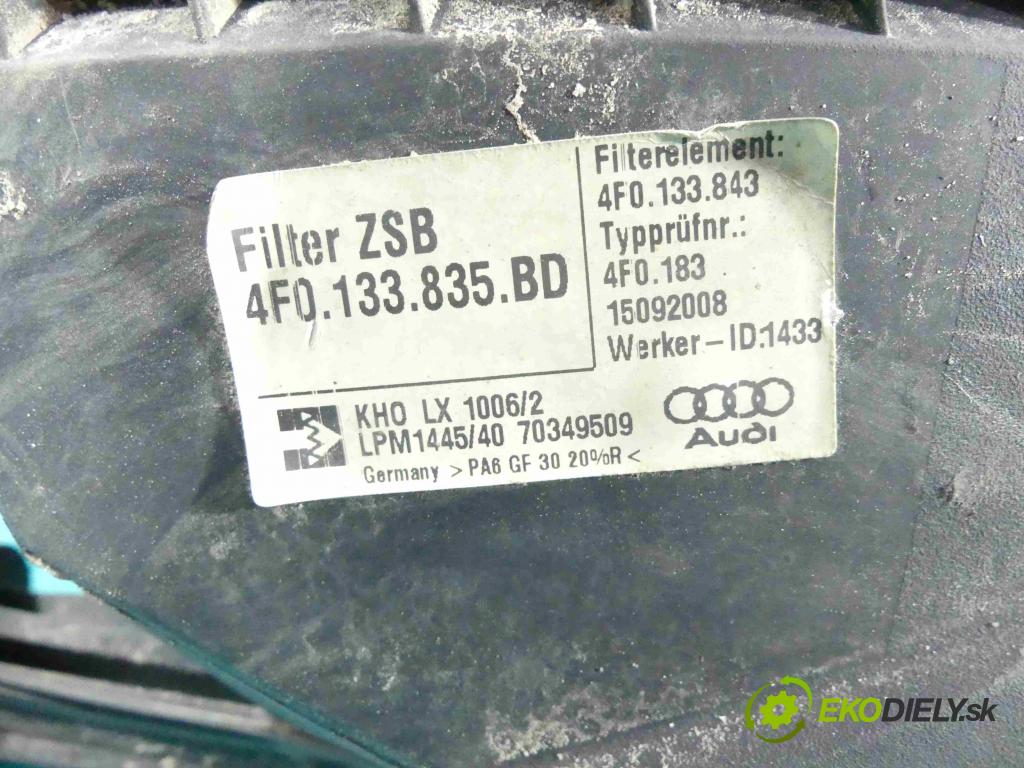 Filter ZSB
4F0.133.835.BD
Filterelement:
4F0.133.843
Typprüfnr.:
4F0.183
15092008
Werker-ID:1433
KHO LX 1006/2
LPM1445/40 70349509
Germany >PA6 GF 30 20%R<
Audi
EKODIELY.sk